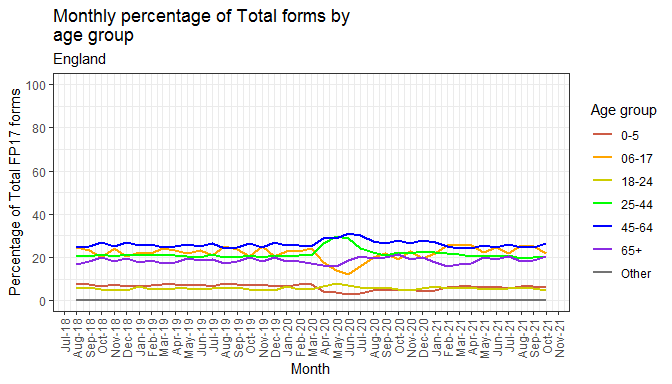 Monthly percentage of Total forms by
age group
England
Percentage of Total FP17 forms
100
80
60
40
20
0
Jul-18
Aug-18
Sep-18
Oct-18
Nov-18
Dec-18
Jan-19
Feb-19
Mar-19
Apr-19
May-19
Jun-19
Jul-19
Aug-19
Sep-19
Oct-19
Nov-19
Dec-19
Jan-20
Feb-20
Mar-20
Apr-20
May-20
Jun-20
Jul-20
Aug-20
Sep-20
Oct-20
Nov-20
Dec-20
Jan-21
Feb-21
Mar-21
Apr-21
May-21
Jun-21
Jul-21
Aug-21
Sep-21
Oct-21
Nov-21
Month
Age group
0-5
06-17
18-24
25-44
45-64
65+
Other